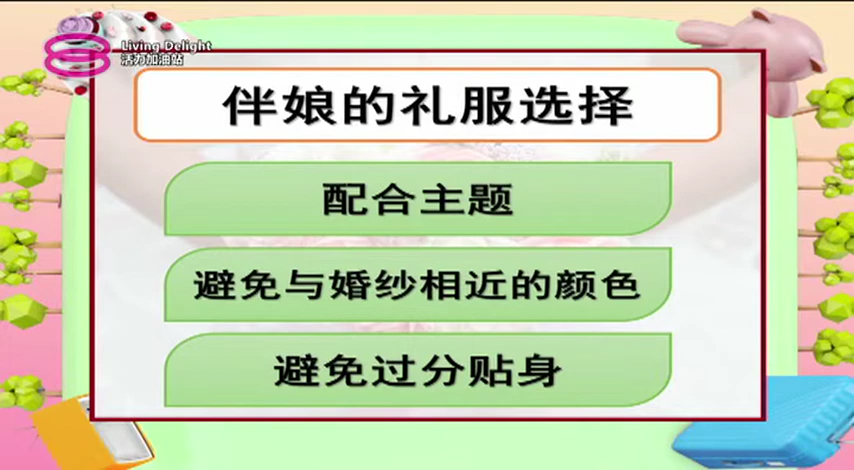 Living Delight
活力加油站
伴娘的礼服选择
配合主题
避免与婚纱相近的颜色
避免过分贴身